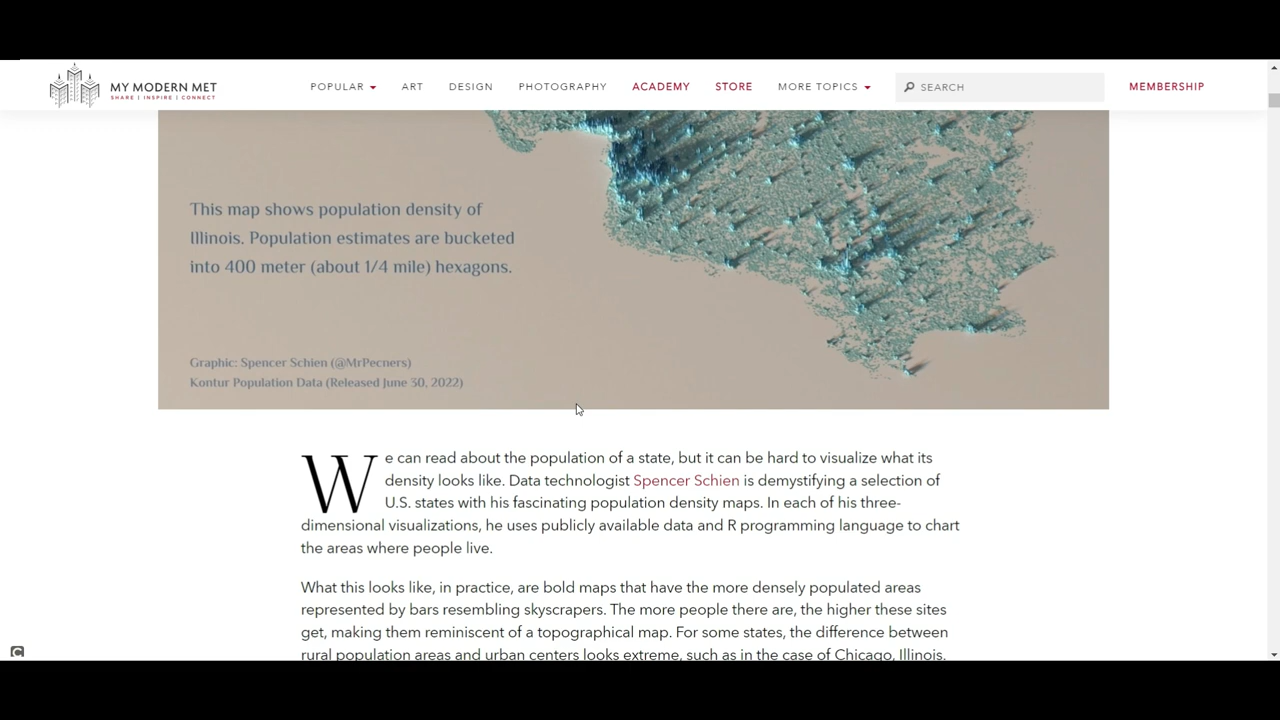 MY MODERN MET
SHARE | INSPIRE | CONNECT
POPULAR ART DESIGN PHOTOGRAPHY ACADEMY STORE MORE TOPICS SEARCH MEMBERSHIP
This map shows population density of
Illinois. Population estimates are bucketed
into 400 meter (about 1/4 mile) hexagons.
Graphic: Spencer Schien (@MrPecners)
Kontur Population Data (Released June 30, 2022)
We can read about the population of a state, but it can be hard to visualize what its
density looks like. Data technologist Spencer Schien is demystifying a selection of
U.S. states with his fascinating population density maps. In each of his three-
dimensional visualizations, he uses publicly available data and R programming language to chart
the areas where people live.
What this looks like, in practice, are bold maps that have the more densely populated areas
represented by bars resembling skyscrapers. The more people there are, the higher these sites
get, making them reminiscent of a topographical map. For some states, the difference between
rural population areas and urban centers looks extreme, such as in the case of Chicago, Illinois.